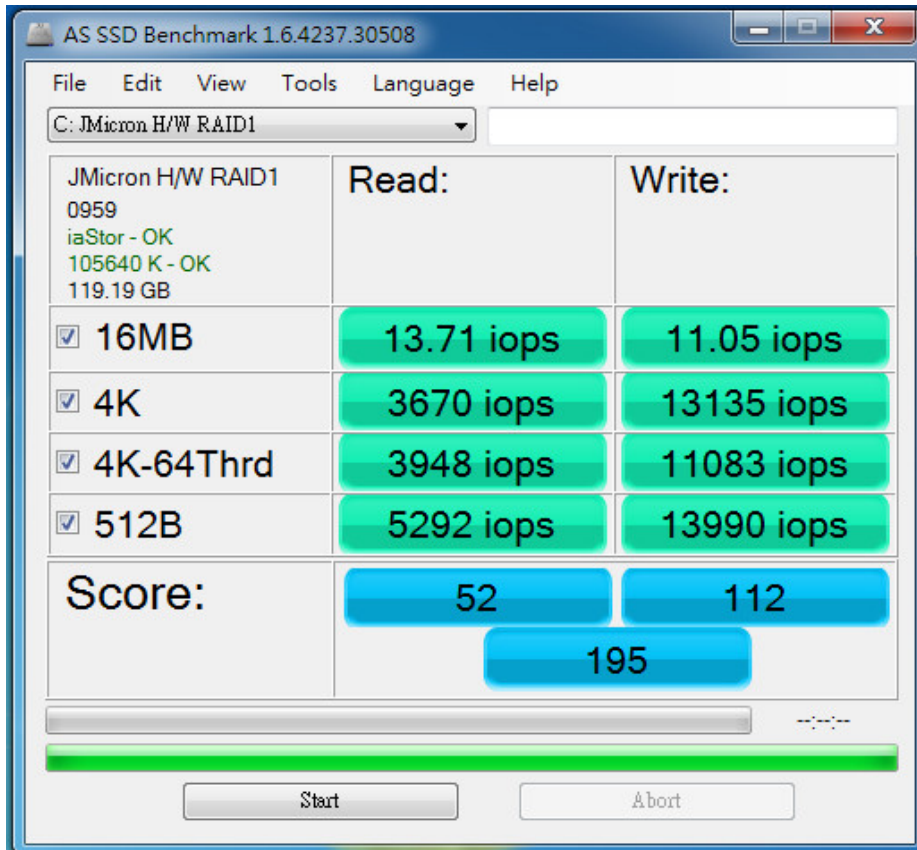 AS SSD Benchmark 1.6.4237.30508
File Edit View Tools Language Help
C: JMicron H/W RAID1
JMicron H/W RAID1
0959
iaStor - OK
105640 K - OK
119.19 GB
Read: Write:
16MB 13.71 iops 11.05 iops
4K 3670 iops 13135 iops
4K-64Thrd 3948 iops 11083 iops
512B 5292 iops 13990 iops
Score: 52 112
195
--:--:--
Start Abort